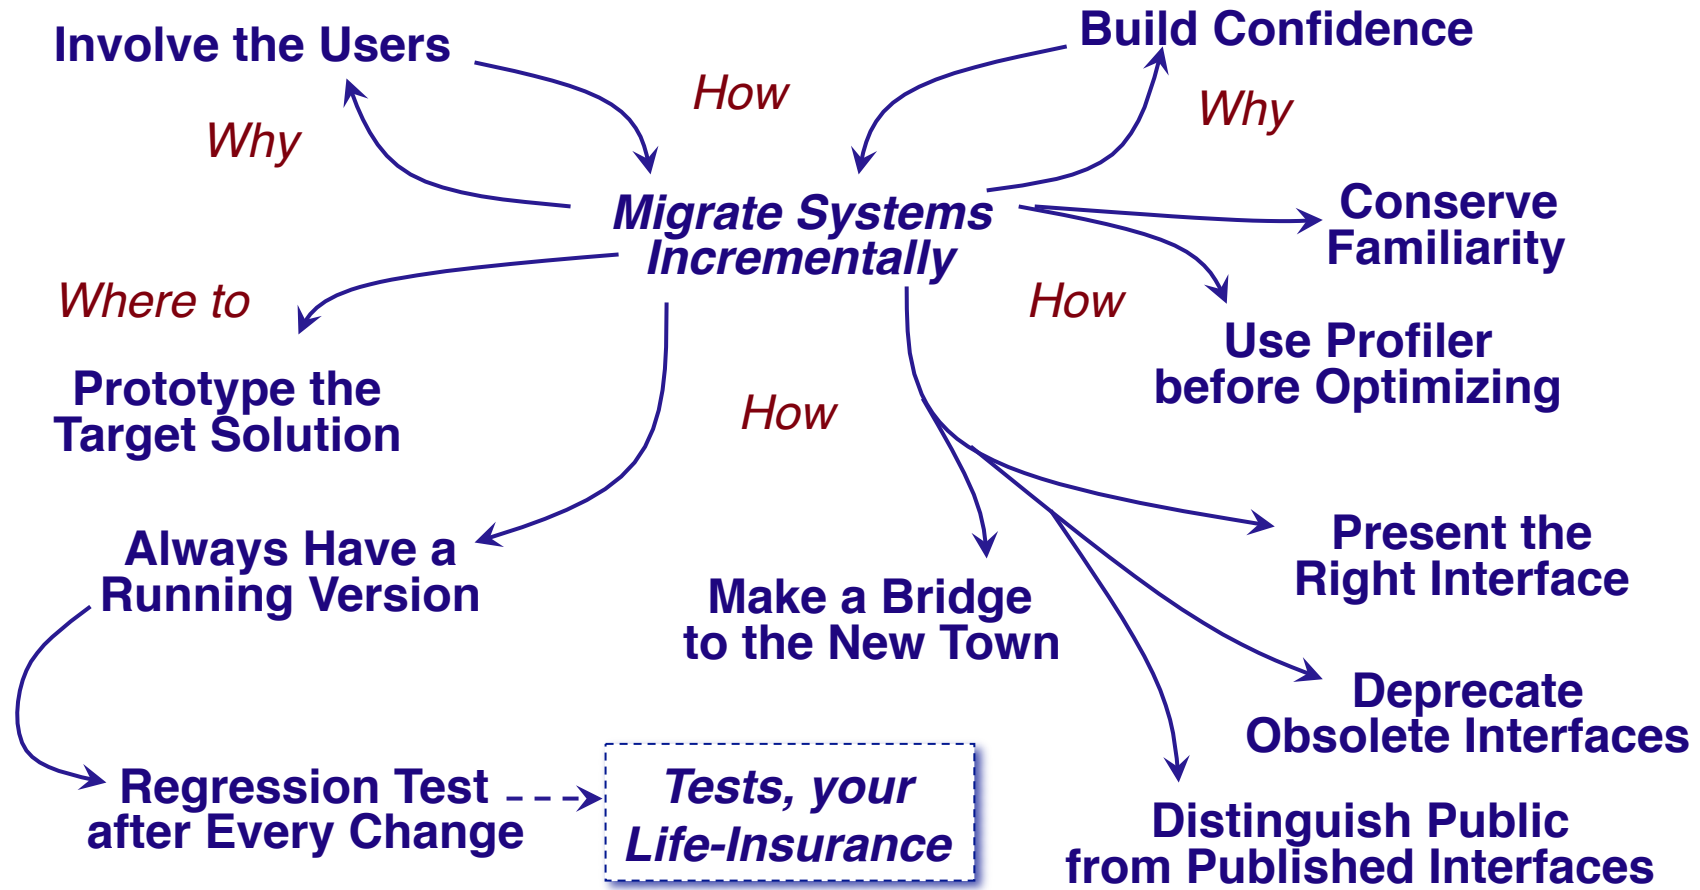 Involve the Users
Build Confidence
How
Why
Why
Migrate Systems
Incrementally
Conserve
Familiarity
Where to
How
Use Profiler
before Optimizing
Prototype the
Target Solution
How
Always Have a
Running Version
Present the
Right Interface
Make a Bridge
to the New Town
Deprecate
Obsolete Interfaces
Regression Test
after Every Change
Tests, your
Life-Insurance
Distinguish Public
from Published Interfaces